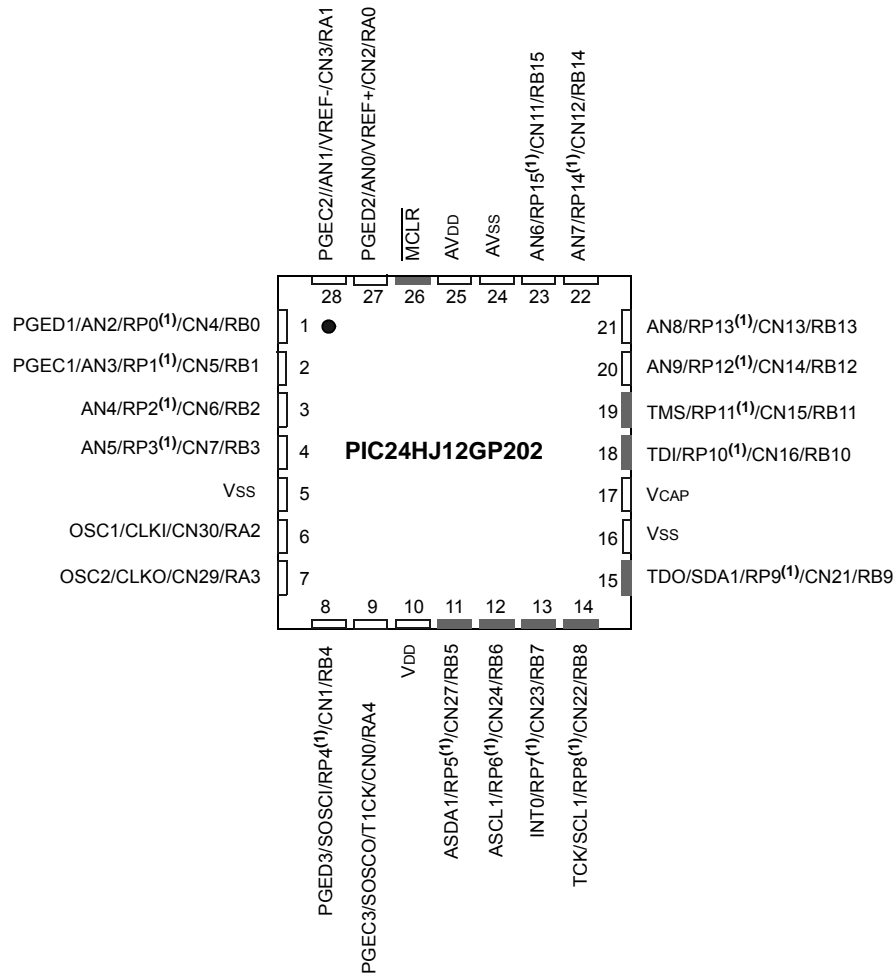 PGEC2//AN1/VREF-/CN3/RA1
PGED2/AN0/VREF+/CN2/RA0
MCLR
AVDD
AVSS
AN6/RP15(1)/CN11/RB15
AN7/RP14(1)/CN12/RB14
28 27 26 25 24 23 22
PGED1/AN2/RP0(1)/CN4/RB0 1 21 AN8/RP13(1)/CN13/RB13
PGEC1/AN3/RP1(1)/CN5/RB1 2 20 AN9/RP12(1)/CN14/RB12
AN4/RP2(1)/CN6/RB2 3 19 TMS/RP11(1)/CN15/RB11
AN5/RP3(1)/CN7/RB3 4 PIC24HJ12GP202 18 TDI/RP10(1)/CN16/RB10
VSS 5 17 VCAP
OSC1/CLKI/CN30/RA2 6 16 VSS
OSC2/CLKO/CN29/RA3 7 15 TDO/SDA1/RP9(1)/CN21/RB9
8 9 10 11 12 13 14
PGED3/SOSCI/RP4(1)/CN1/RB4
PGEC3/SOSCO/T1CK/CN0/RA4
VDD
ASDA1/RP5(1)/CN27/RB5
ASCL1/RP6(1)/CN24/RB6
INT0/RP7(1)/CN23/RB7
TCK/SCL1/RP8(1)/CN22/RB8